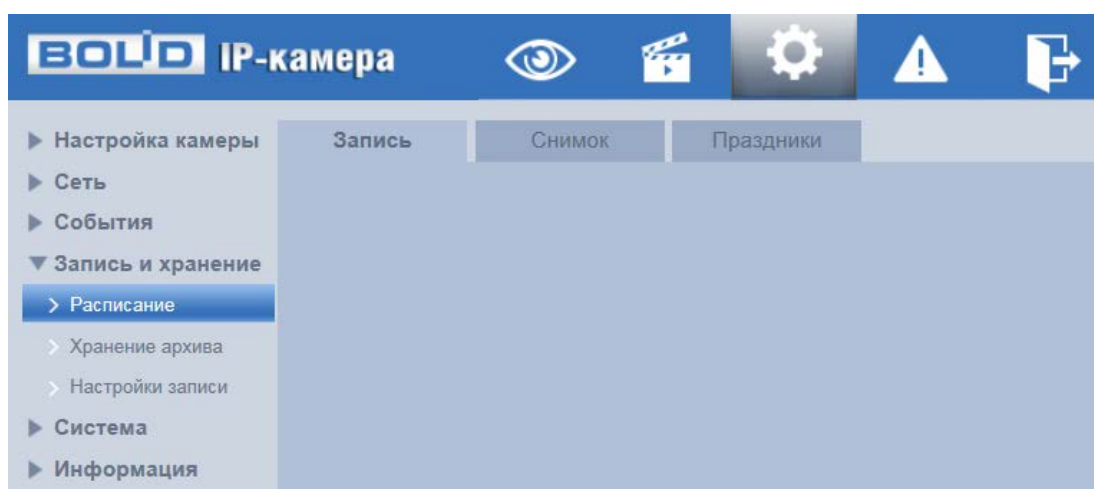 BOLID IP-камера
Настройка камеры
Сеть
События
Запись и хранение
Расписание
Хранение архива
Настройки записи
Система
Информация
Запись Снимок Праздники